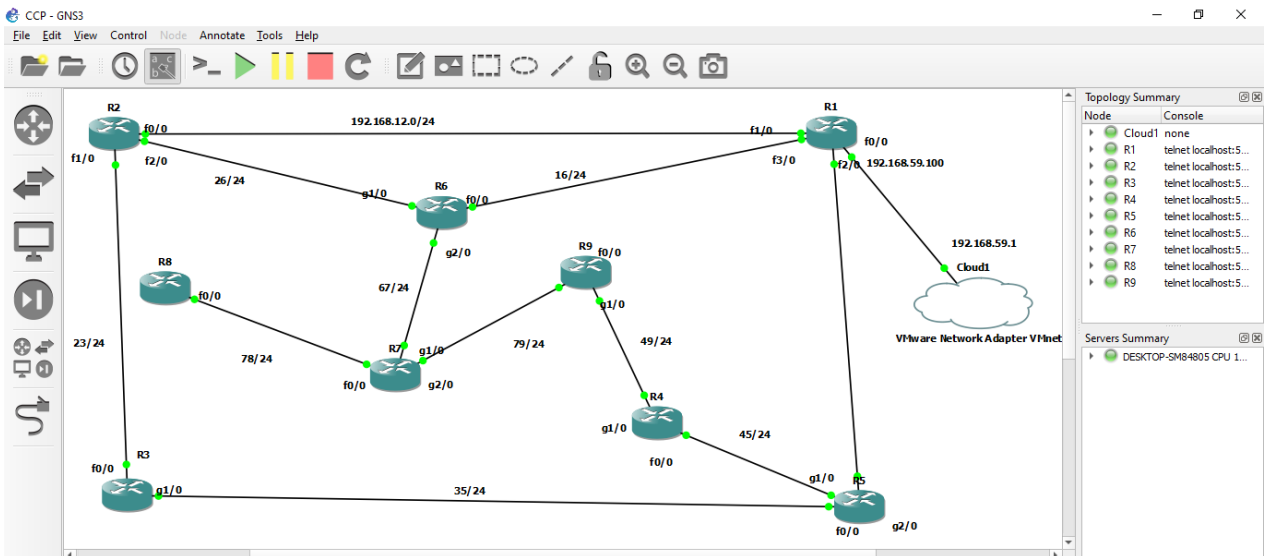 CCP - GNS3
File Edit View Control Node Annotate Tools Help
R2
f0/0
192.168.12.0/24
R1
f1/0
f0/0
f1/0
f2/0
f3/0
f2/0
192.168.59.100
26/24
16/24
R6
g1/0
f0/0
g2/0
R9
f0/0
192.168.59.1
Cloud1
R8
f0/0
67/24
g1/0
VMware Network Adapter VMnet
23/24
78/24
R7
g1/0
79/24
49/24
f0/0
g2/0
R4
g1/0
45/24
f0/0
R3
f0/0
g1/0
35/24
g1/0
R5
f0/0
g2/0
Topology Summary
Node Console
Cloud1 none
R1 telnet localhost:5...
R2 telnet localhost:5...
R3 telnet localhost:5...
R4 telnet localhost:5...
R5 telnet localhost:5...
R6 telnet localhost:5...
R7 telnet localhost:5...
R8 telnet localhost:5...
R9 telnet localhost:5...
Servers Summary
DESKTOP-SM84805 CPU 1...